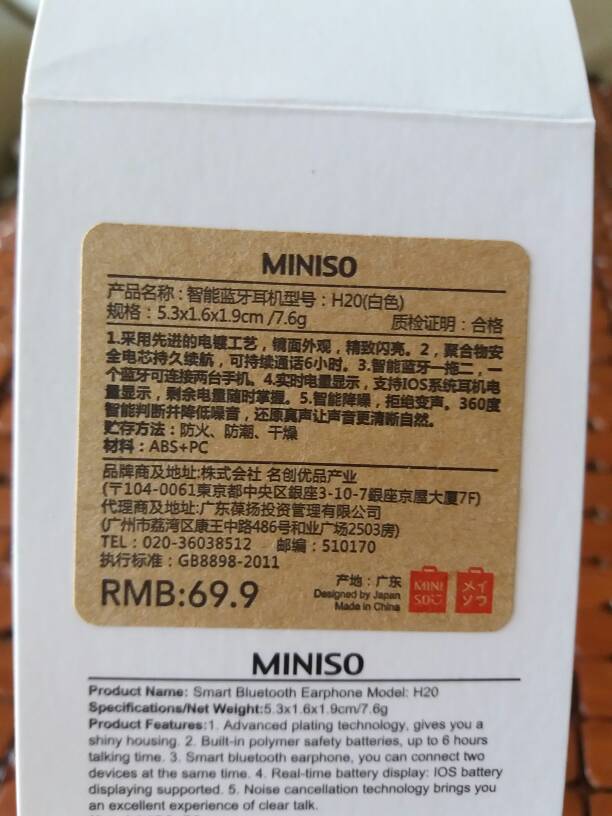 MINISO
产品名称：智能蓝牙耳机型号：H20(白色)
规格：5.3x1.6x1.9cm /7.6g 质检证明：合格
1.采用先进的电镀工艺，镜面外观，精致闪亮。2，聚合物安
全电芯持久续航，可持续通话6小时。3.智能蓝牙一拖二，一
个蓝牙可连接两台手机。4.实时电量显示，支持IOS系统耳机电
量显示，剩余电量随时掌握。5.智能降噪，拒绝变声。360度
智能判断并降低噪音，还原真声让声音更清晰自然。
贮存方法：防火、防潮、干燥
材料：ABS+PC
品牌商及地址:株式会社 名创优品产业
(〒104-0061東京都中央区銀座3-10-7銀座京屋大厦7F)
代理商及地址:广东葆扬投资管理有限公司
(广州市荔湾区康王中路486号和业广场2503房)
TEL：020-36038512 邮编：510170
执行标准：GB8898-2011
RMB:69.9
产地：广东
Designed by Japan
Made in China
MINI
SO
メイ
ソウ
MINISO
Product Name: Smart Bluetooth Earphone Model: H20
Specifications/Net Weight:5.3x1.6x1.9cm/7.6g
Product Features:1. Advanced plating technology, gives you a
shiny housing. 2. Built-in polymer safety batteries, up to 6 hours
talking time. 3. Smart bluetooth earphone, you can connect two
devices at the same time. 4. Real-time battery display: IOS battery
displaying supported. 5. Noise cancellation technology brings you
an excellent experience of clear talk.